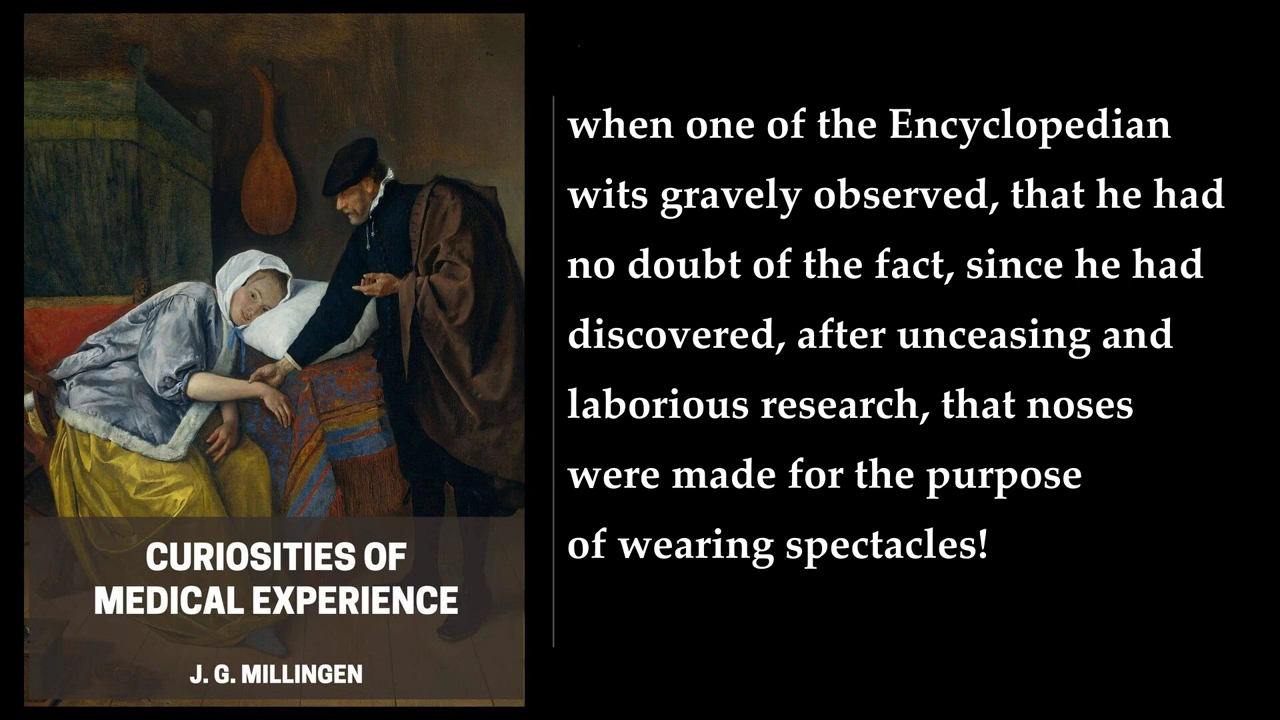 CURIOSITIES OF
MEDICAL EXPERIENCE
J. G. MILLINGEN
when one of the Encyclopedian
wits gravely observed, that he had
no doubt of the fact, since he had
discovered, after unceasing and
laborious research, that noses
were made for the purpose
of wearing spectacles!